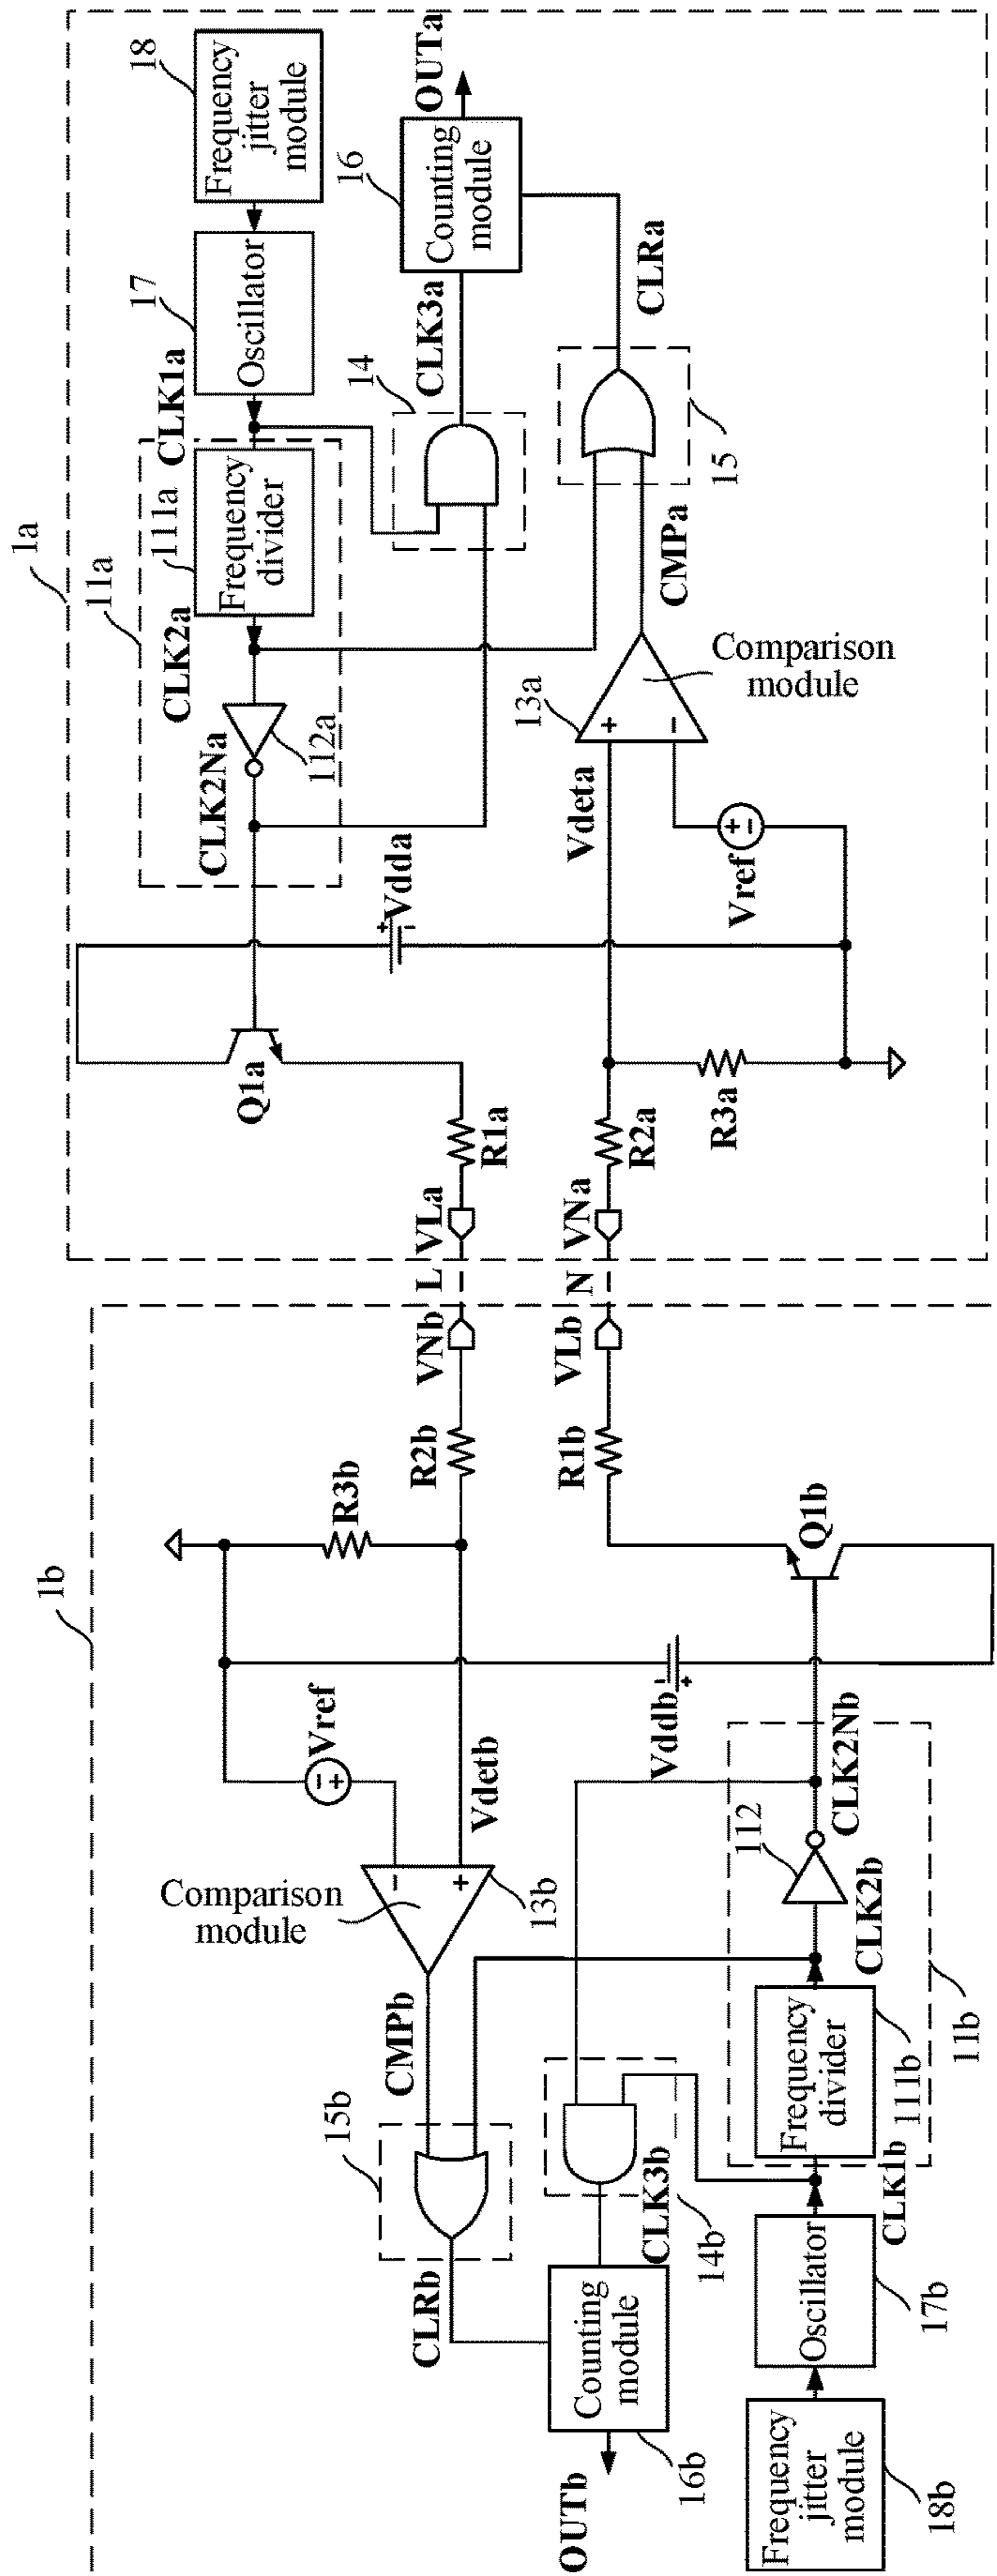 1a
18
Frequency
jitter
module
17
Oscillator
CLK1a
11a
111a
Frequency
divider
CLK2a
CLK2Na
112a
OUTa
16
Counting
module
CLK3a
14
CLRa
15
CMPa
Comparison
module
13a
+
-
Vdeta
Vref
+
-
Vdda
+
-
Q1a
R1a
R2a
R3a
VLa
VNa
L
N
VNb
VLb
1b
R2b
R1b
R3b
Q1b
Vref
-
+
Vdetb
Vddb
-
+
Comparison
module
13b
-
+
CMPb
15b
CLRb
112
CLK2Nb
CLK2b
11b
Frequency
divider
111b
CLK1b
CLK3b
14b
Counting
module
16b
OUTb
Oscillator
17b
Frequency
jitter
module
18b